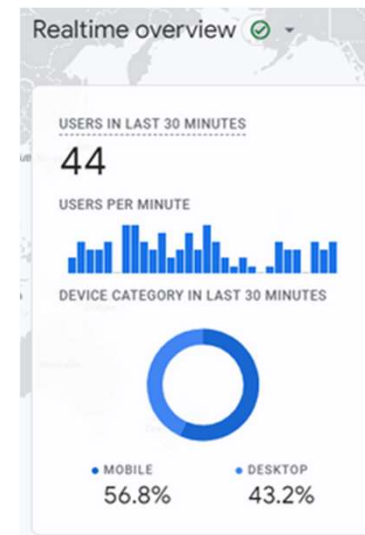 Realtime overview
USERS IN LAST 30 MINUTES
44
USERS PER MINUTE
DEVICE CATEGORY IN LAST 30 MINUTES
MOBILE DESKTOP
56.8% 43.2%